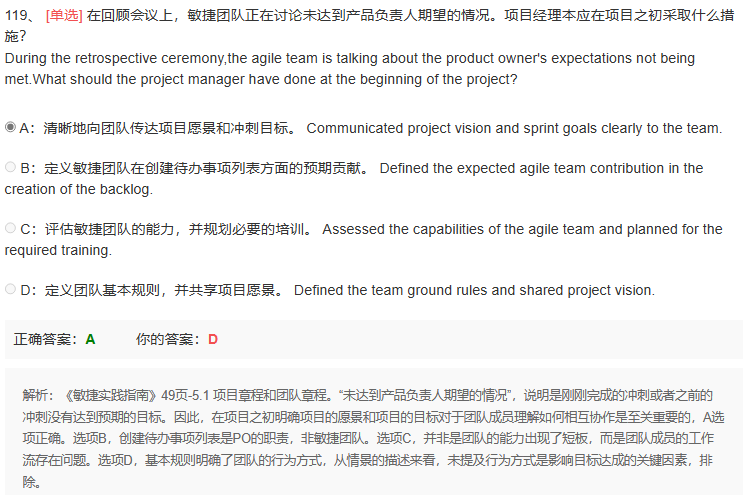 119、 [单选] 在回顾会议上，敏捷团队正在讨论未达到产品负责人期望的情况。项目经理本应在项目之初采取什么措
施？
During the retrospective ceremony,the agile team is talking about the product owner's expectations not being
met.What should the project manager have done at the beginning of the project?
A：清晰地向团队传达项目愿景和冲刺目标。 Communicated project vision and sprint goals clearly to the team.
B：定义敏捷团队在创建待办事项列表方面的预期贡献。 Defined the expected agile team contribution in the
creation of the backlog.
C：评估敏捷团队的能力，并规划必要的培训。 Assessed the capabilities of the agile team and planned for the
required training.
D：定义团队基本规则，并共享项目愿景。 Defined the team ground rules and shared project vision.
正确答案：A 你的答案：D
解析：《敏捷实践指南》49页-5.1 项目章程和团队章程。“未达到产品负责人期望的情况”，说明是刚刚完成的冲刺或者之前的
冲刺没有达到预期的目标。因此，在项目之初明确项目的愿景和项目的目标对于团队成员理解如何相互协作是至关重要的，A选
项正确。选项B，创建待办事项列表是PO的职责，非敏捷团队。选项C，并非是团队的能力出现了短板，而是团队成员的工作
流存在问题。选项D，基本规则明确了团队的行为方式，从情景的描述来看，未提及行为方式是影响目标达成的关键因素，排
除。